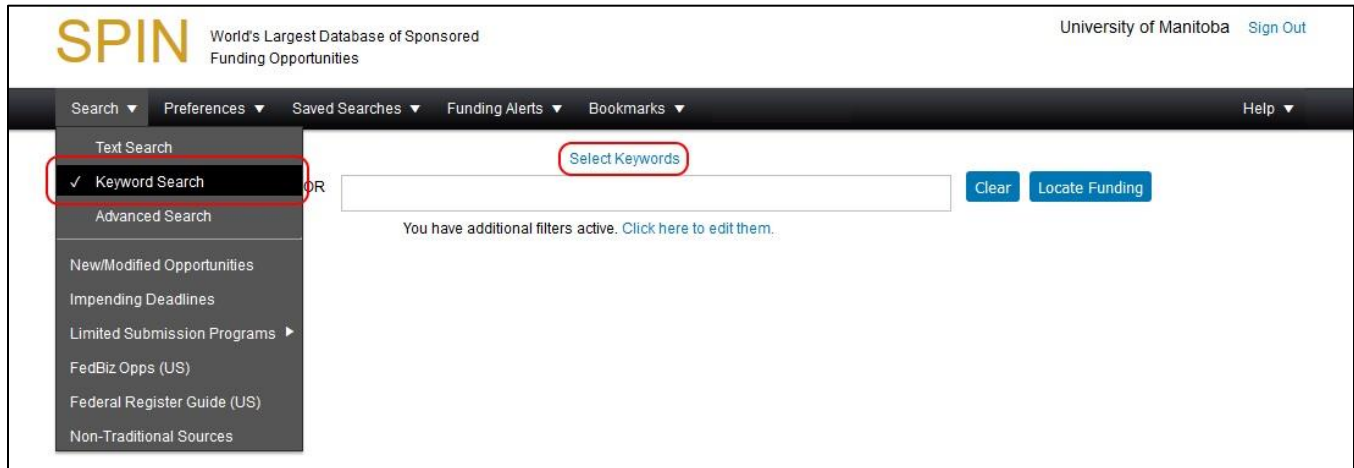 SPIN
World's Largest Database of Sponsored
Funding Opportunities
University of Manitoba Sign Out
Search ▼ Preferences ▼ Saved Searches ▼ Funding Alerts ▼ Bookmarks ▼ Help ▼
Text Search
Select Keywords
✓ Keyword Search
OR
Clear Locate Funding
Advanced Search
You have additional filters active. Click here to edit them.
New/Modified Opportunities
Impending Deadlines
Limited Submission Programs ▶
FedBiz Opps (US)
Federal Register Guide (US)
Non-Traditional Sources